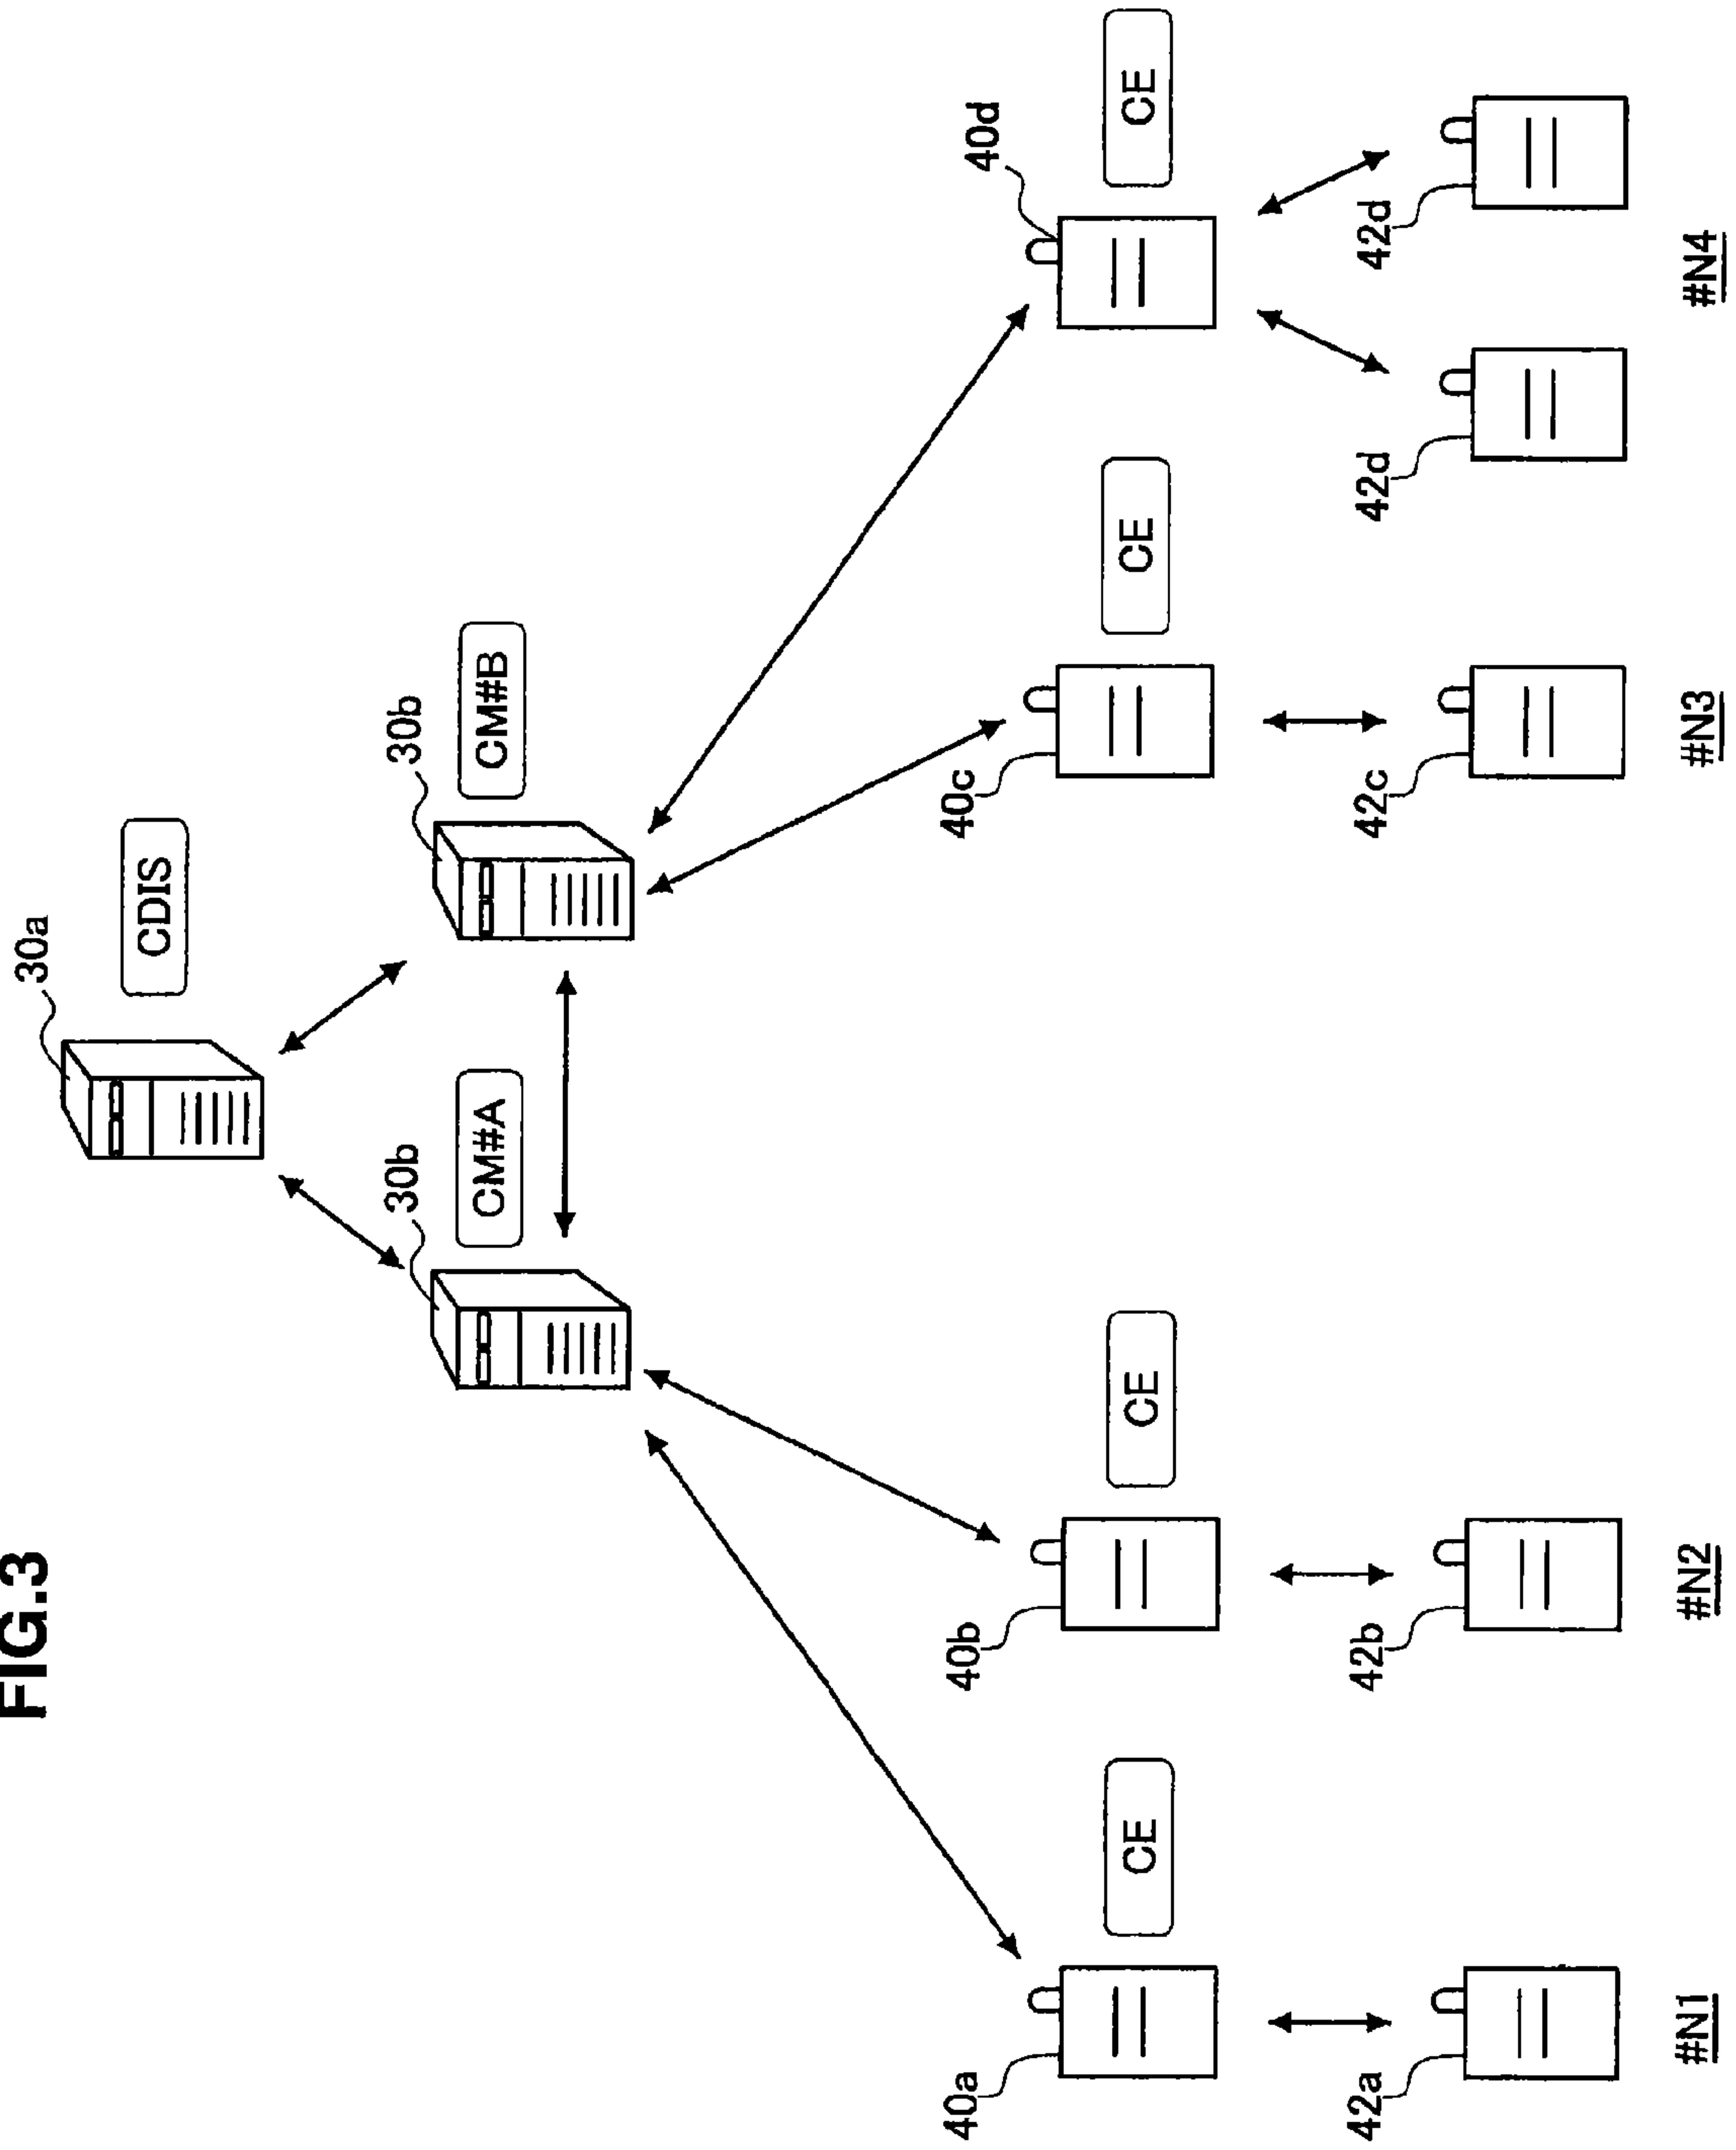 FIG.3
30a
CDIS
30b
CM#A
30b
CM#B
40a
CE
40b
CE
40c
CE
40d
CE
42a
42b
42c
42d
42d
#N1
#N2
#N3
#N4